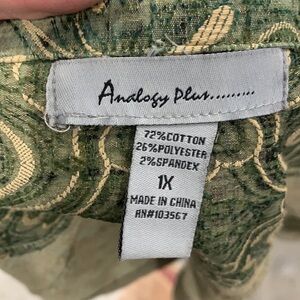 Analogy Plus.........
72%COTTON
26%POLYESTER
2%SPANDEX
1X
MADE IN CHINA
RN#103567